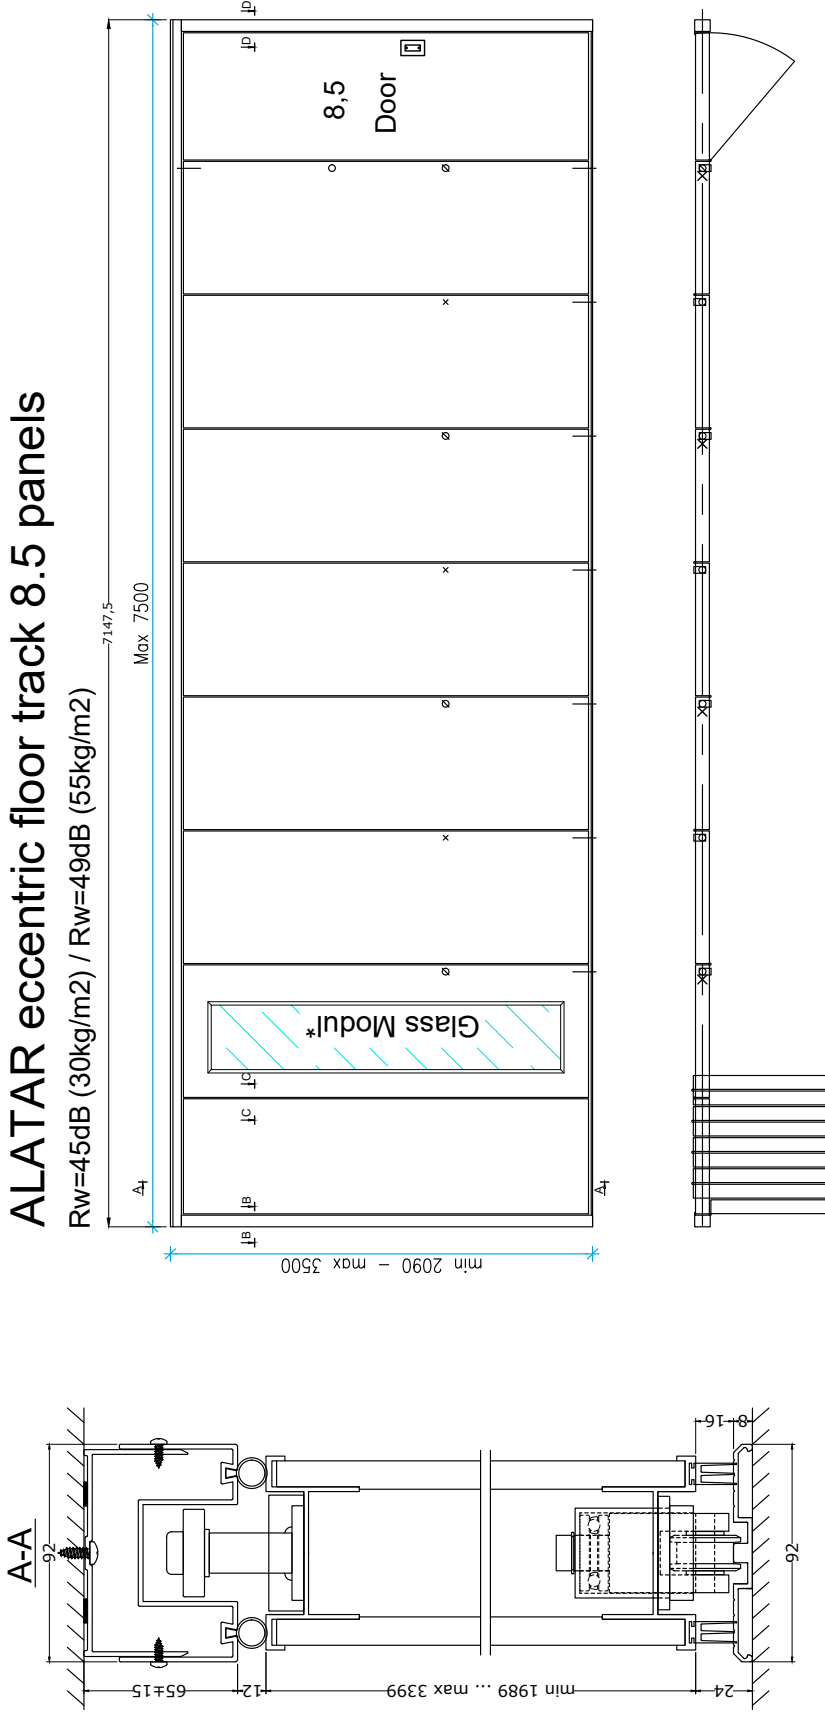 ALATAR eccentric floor track 8.5 panels
Rw=45dB (30kg/m2) / Rw=49dB (55kg/m2)
7147,5
Max 7500
min 2090 – max 3500
A
A
B
B
C
C
D
D
Glass Modul*
8,5
Door
A-A
92
65±15
12
min 1989 ... max 3399
24
16
8
92